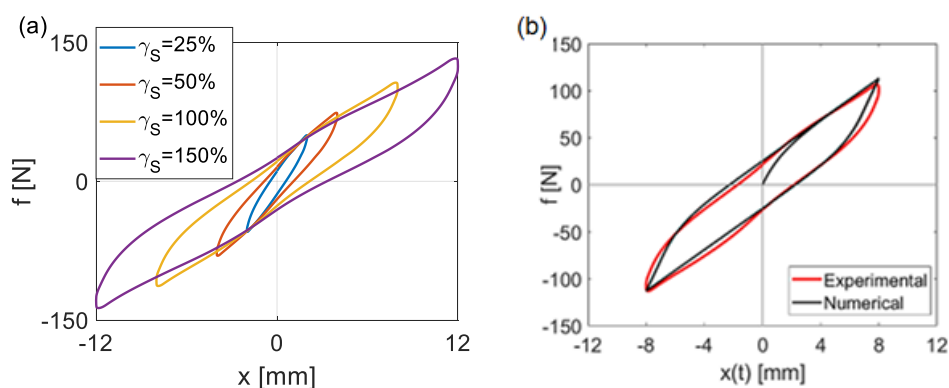 (a)
150
γS=25%
γS=50%
γS=100%
γS=150%
f [N]
0
-150
-12
0
12
x [mm]
(b)
150
100
50
0
-50
-100
-150
f [N]
Experimental
Numerical
-12 -8 -4 0 4 8 12
x(t) [mm]